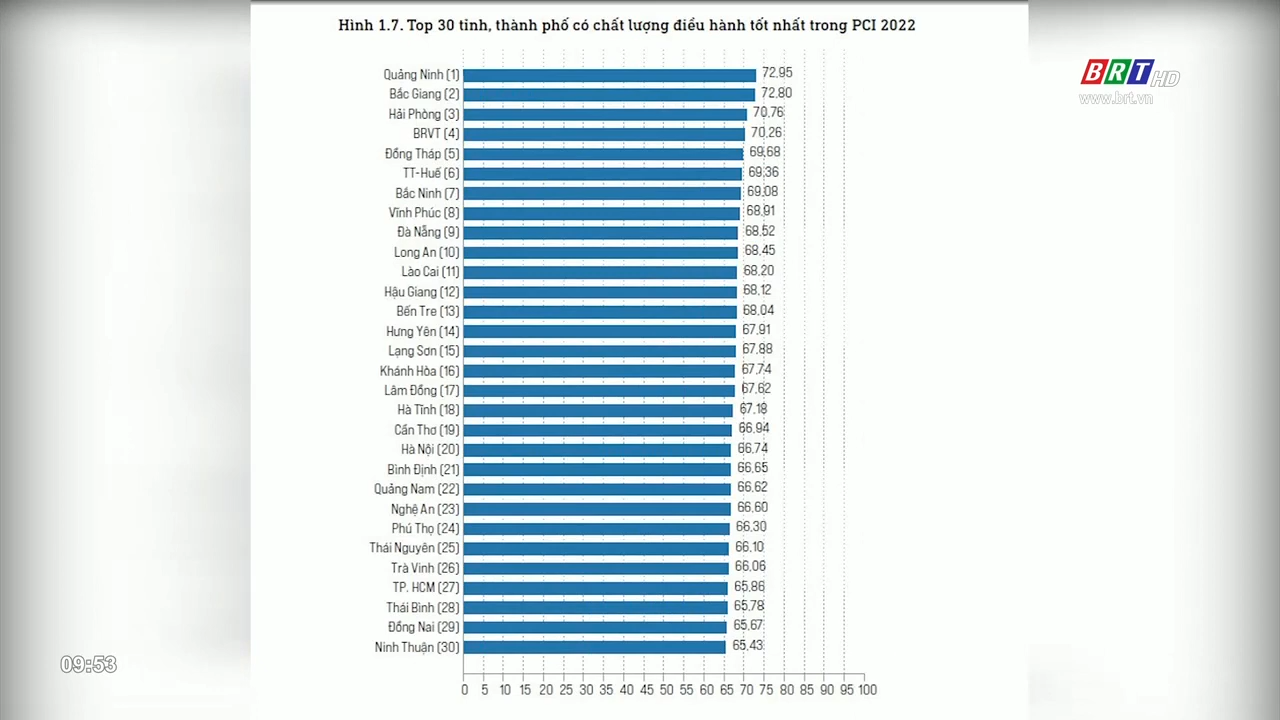 Hình 1.7. Top 30 tỉnh, thành phố có chất lượng điều hành tốt nhất trong PCI 2022
BRT HD
www.brt.vn
Quảng Ninh (1) 72,95
Bắc Giang (2) 72,80
Hải Phòng (3) 70,76
BRVT (4) 70,26
Đồng Tháp (5) 69,68
TT-Huế (6) 69,36
Bắc Ninh (7) 69,08
Vĩnh Phúc (8) 68,91
Đà Nẵng (9) 68,52
Long An (10) 68,45
Lào Cai (11) 68,20
Hậu Giang (12) 68,12
Bến Tre (13) 68,04
Hưng Yên (14) 67,91
Lạng Sơn (15) 67,88
Khánh Hòa (16) 67,74
Lâm Đồng (17) 67,62
Hà Tĩnh (18) 67,18
Cần Thơ (19) 66,94
Hà Nội (20) 66,74
Bình Định (21) 66,65
Quảng Nam (22) 66,62
Nghệ An (23) 66,60
Phú Thọ (24) 66,30
Thái Nguyên (25) 66,10
Trà Vinh (26) 66,06
TP. HCM (27) 65,86
Thái Bình (28) 65,78
Đồng Nai (29) 65,67
Ninh Thuận (30) 65,43
0 5 10 15 20 25 30 35 40 45 50 55 60 65 70 75 80 85 90 95 100
09:53